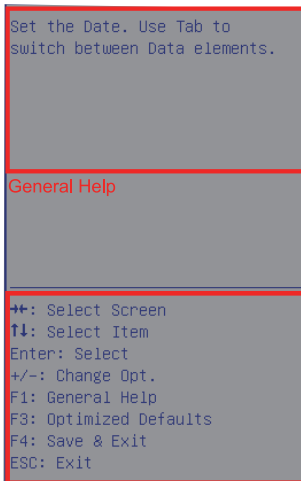 Set the Date. Use Tab to
switch between Data elements.
General Help
→←: Select Screen
↑↓: Select Item
Enter: Select
+/-: Change Opt.
F1: General Help
F3: Optimized Defaults
F4: Save & Exit
ESC: Exit